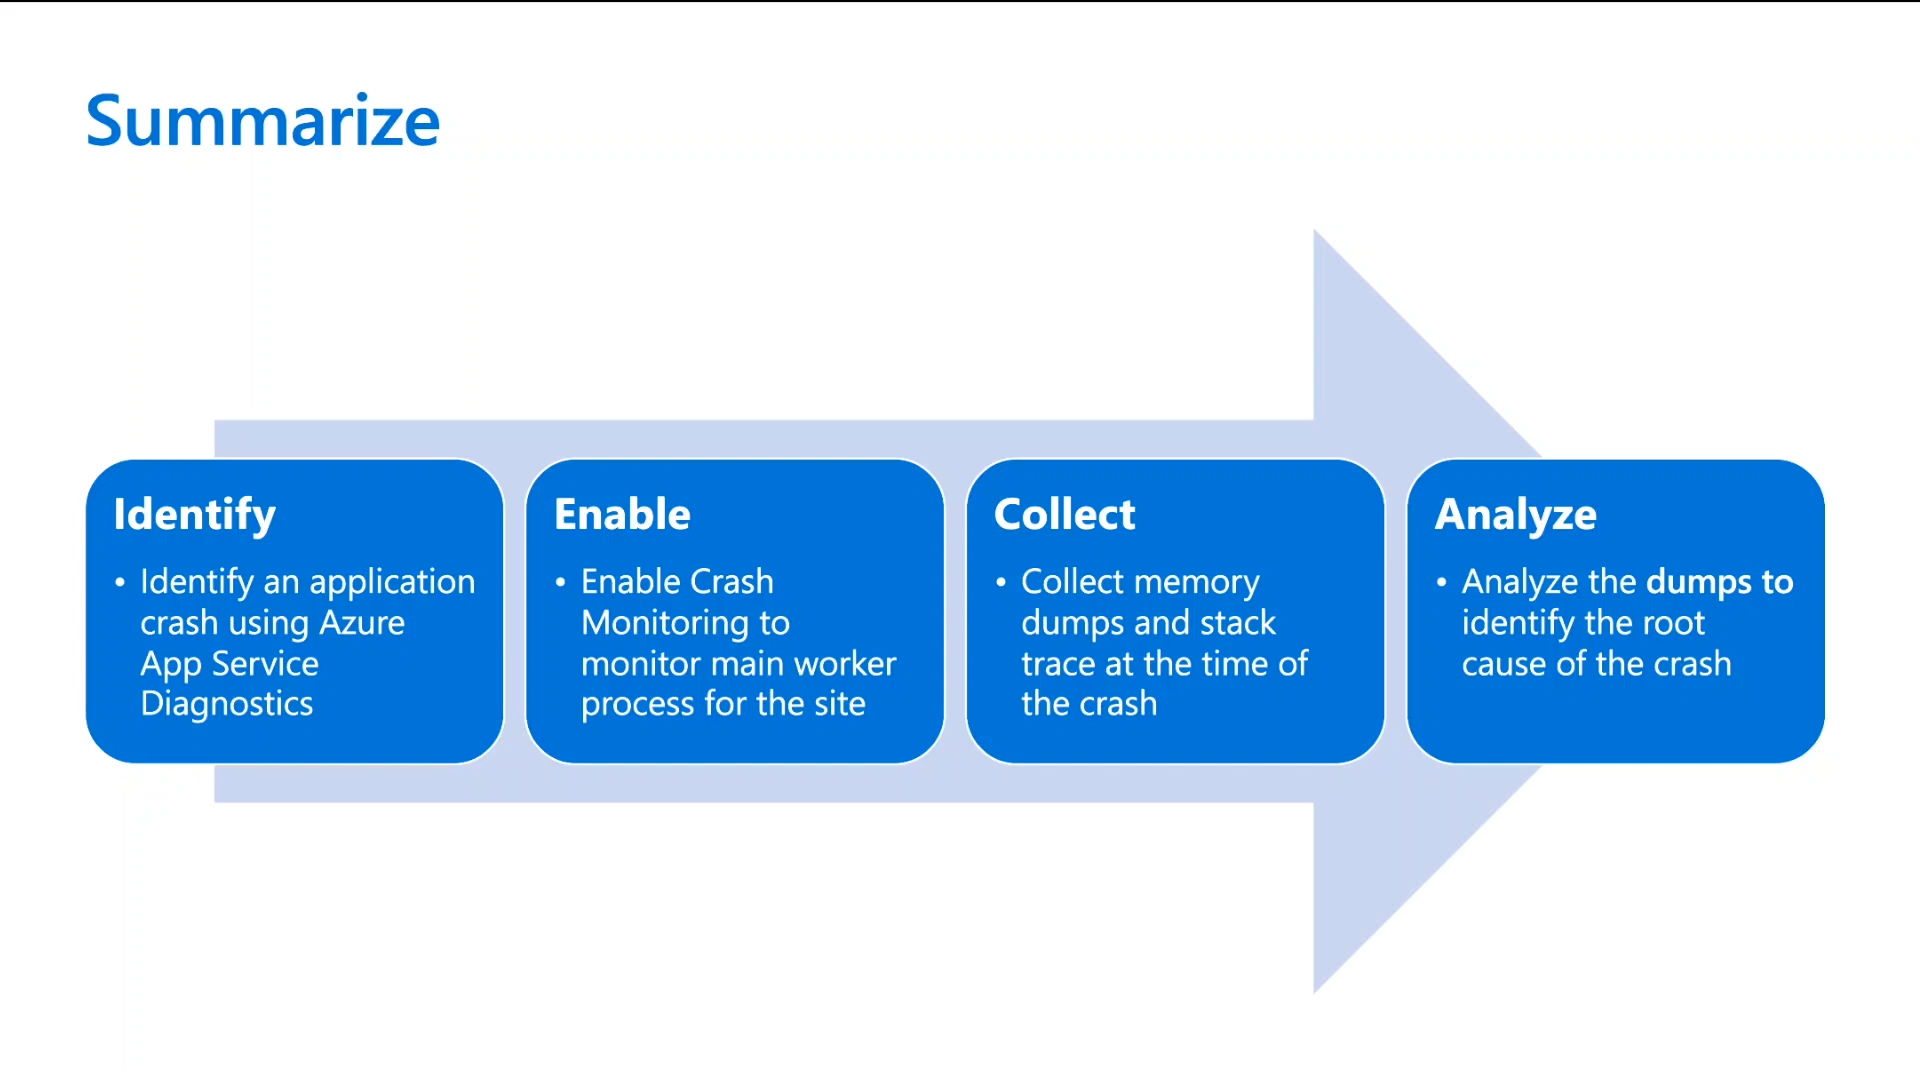 Summarize
Identify
• Identify an application
crash using Azure
App Service
Diagnostics
Enable
• Enable Crash
Monitoring to
monitor main worker
process for the site
Collect
• Collect memory
dumps and stack
trace at the time of
the crash
Analyze
• Analyze the dumps to
identify the root
cause of the crash